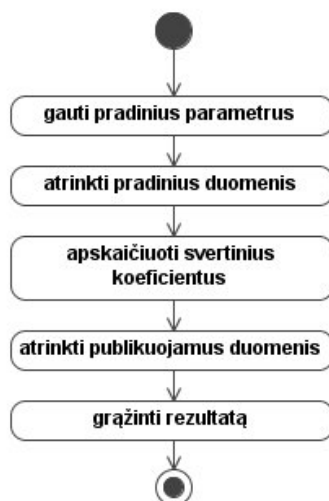 gauti pradinius parametrus
atrinkti pradinius duomenis
apskaičiuoti svertinius
koeficientus
atrinkti publikuojamus duomenis
grąžinti rezultatą